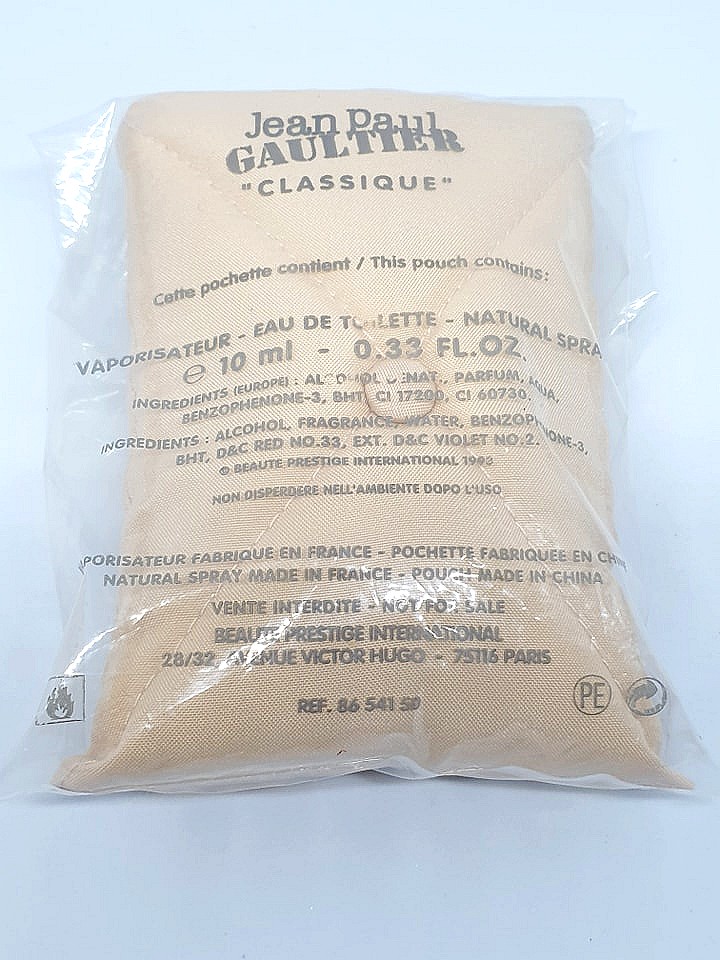 Jean Paul
GAULTIER
"CLASSIQUE"
Cette pochette contient / This pouch contains:
VAPORISATEUR - EAU DE TOILETTE - NATURAL SPRAY
℮ 10 ml - 0.33 FL.OZ.
INGREDIENTS (EUROPE) : ALCOHOL DENAT., PARFUM, AQUA,
BENZOPHENONE-3, BHT, CI 17200, CI 60730.
INGREDIENTS : ALCOHOL, FRAGRANCE, WATER, BENZOPHENONE-3,
BHT, D&C RED NO.33, EXT. D&C VIOLET NO.2.
© BEAUTE PRESTIGE INTERNATIONAL 1993
NON DISPERDERE NELL'AMBIENTE DOPO L'USO
VAPORISATEUR FABRIQUE EN FRANCE - POCHETTE FABRIQUEE EN CHINE
NATURAL SPRAY MADE IN FRANCE - POUCH MADE IN CHINA
VENTE INTERDITE - NOT FOR SALE
BEAUTE PRESTIGE INTERNATIONAL
28/32, AVENUE VICTOR HUGO - 75116 PARIS
PE
REF. 86 541 50